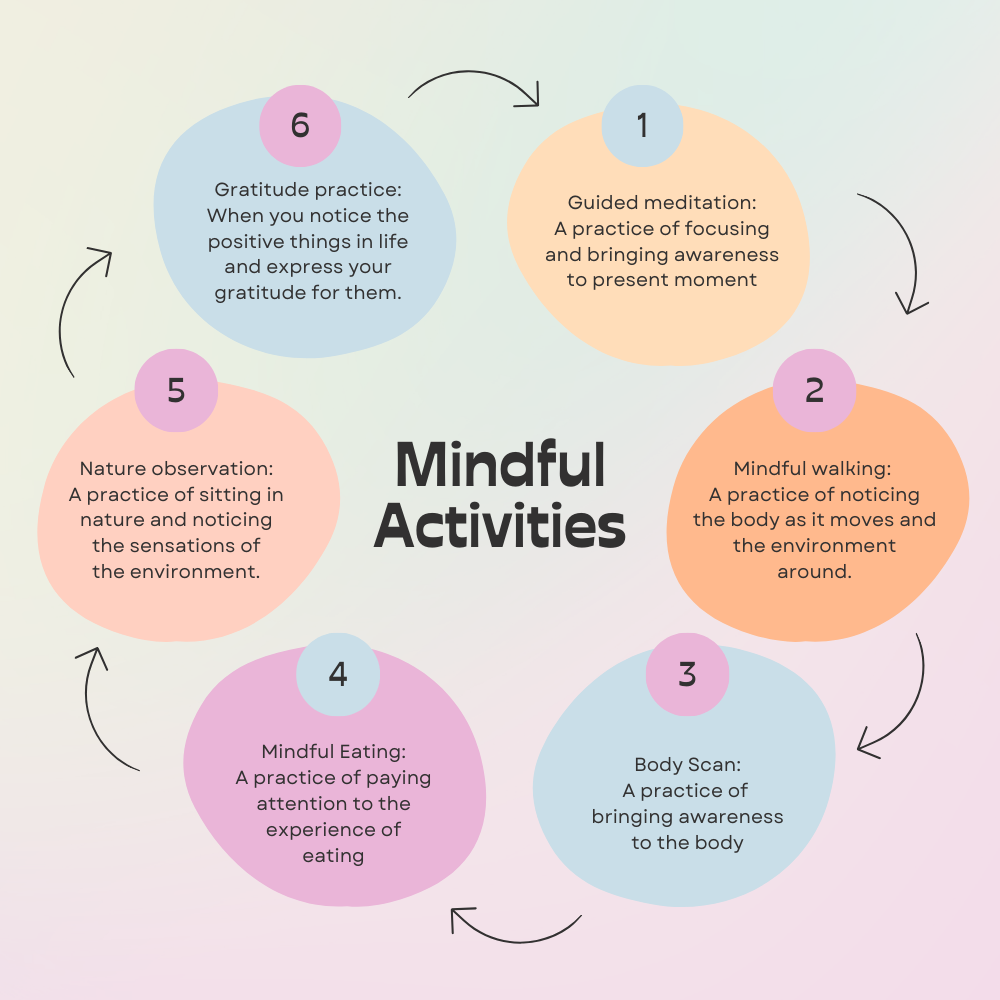 Mindful
Activities
1
Guided meditation:
A practice of focusing
and bringing awareness
to present moment
2
Mindful walking:
A practice of noticing
the body as it moves and
the environment
around.
3
Body Scan:
A practice of
bringing awareness
to the body
4
Mindful Eating:
A practice of paying
attention to the
experience of
eating
5
Nature observation:
A practice of sitting in
nature and noticing
the sensations of
the environment.
6
Gratitude practice:
When you notice the
positive things in life
and express your
gratitude for them.